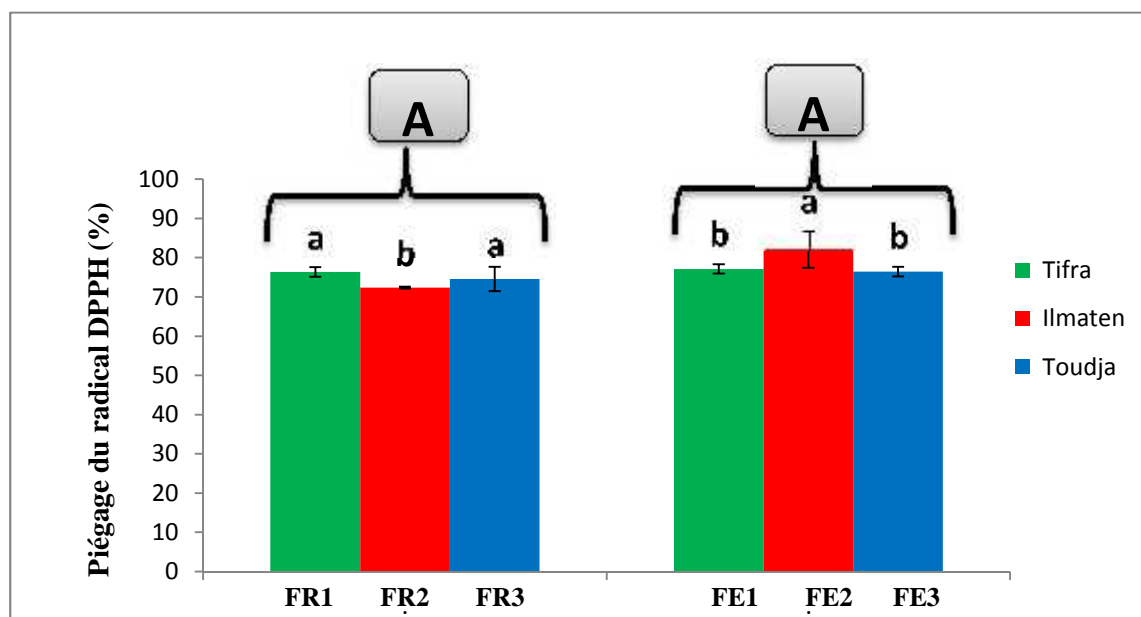 A A
Piégage du radical DPPH (%)
100
90
80
70
60
50
40
30
20
10
0
a b a
b a b
FR1 FR2 FR3 FE1 FE2 FE3
Tifra
Ilmaten
Toudja